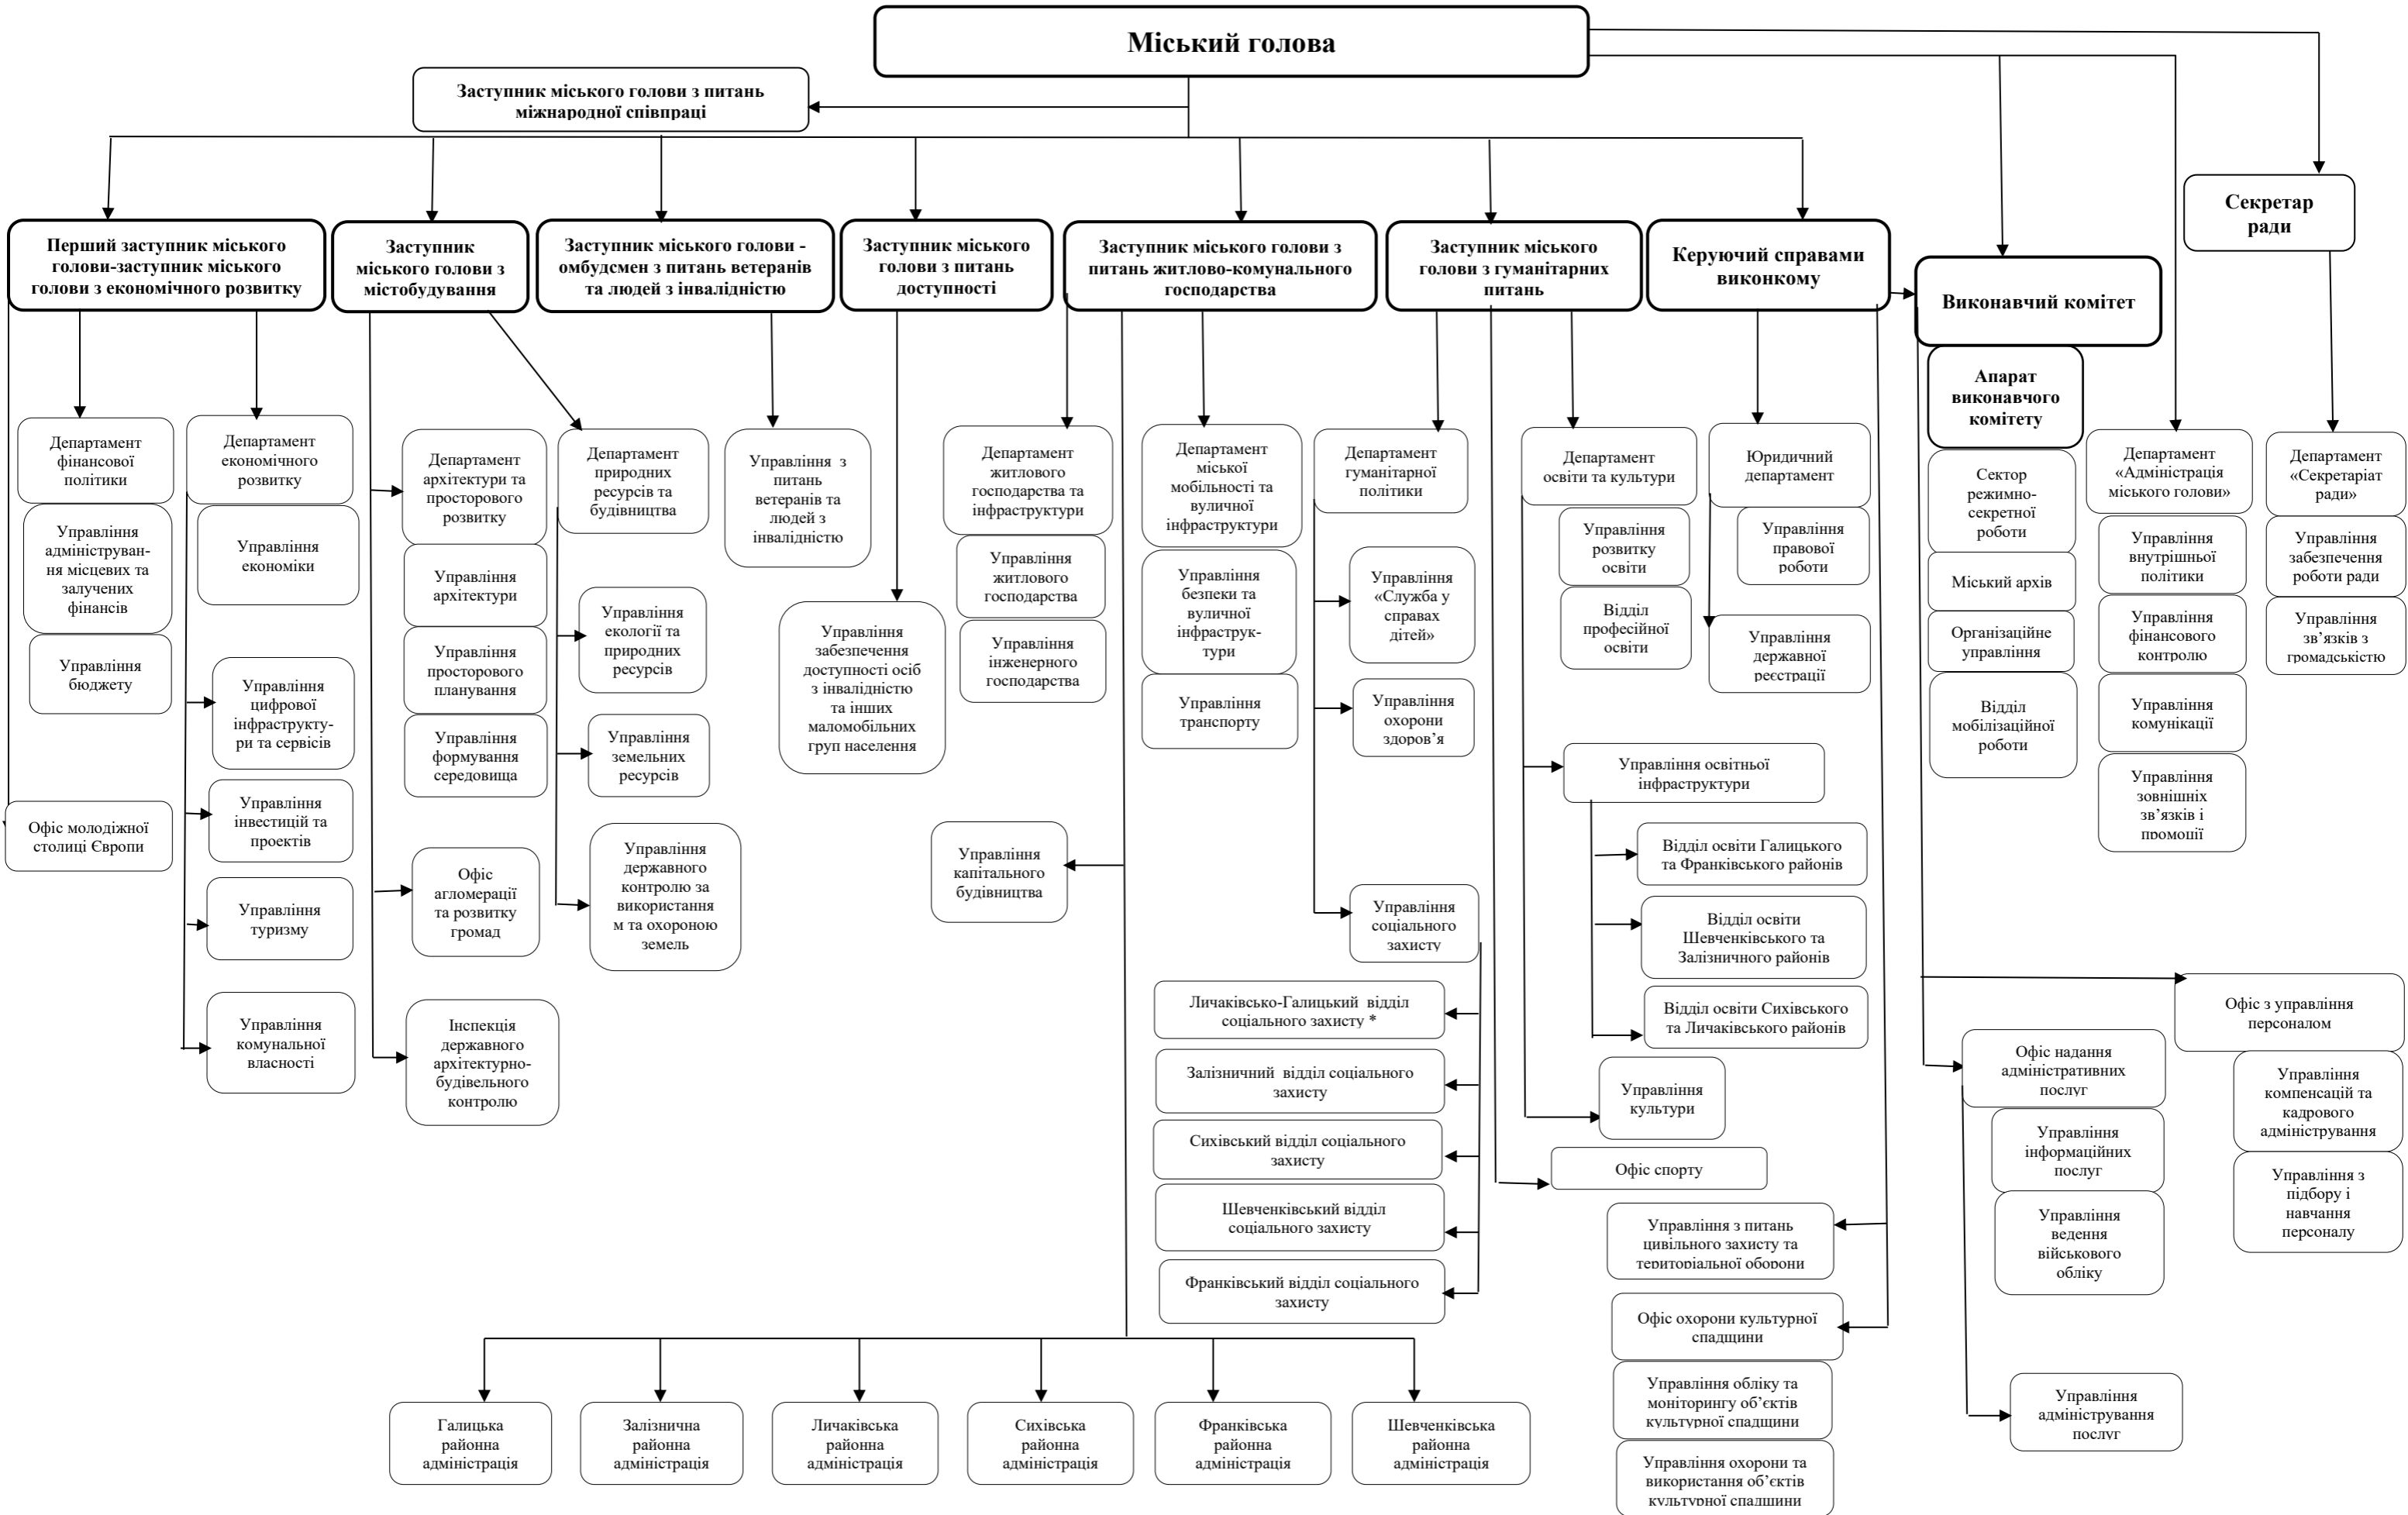 Міський голова
Заступник міського голови з питань
міжнародної співпраці
Секретар
ради
Перший заступник міського
голови-заступник міського
голови з економічного розвитку
Заступник
міського голови з
містобудування
Заступник міського голови -
омбудсмен з питань ветеранів
та людей з інвалідністю
Заступник міського
голови з питань
доступності
Заступник міського голови з
питань житлово-комунального
господарства
Заступник міського
голови з гуманітарних
питань
Керуючий справами
виконкому
Виконавчий комітет
Апарат
виконавчого
комітету
Департамент
фінансової
політики
Управління
адмініструван-
ня місцевих та
залучених
фінансів
Управління
бюджету
Офіс молодіжної
столиці Європи
Департамент
економічного
розвитку
Управління
економіки
Управління
цифрової
інфраструкту-
ри та сервісів
Управління
інвестицій та
проектів
Управління
туризму
Управління
комунальної
власності
Департамент
архітектури та
просторового
розвитку
Управління
архітектури
Управління
просторового
планування
Управління
формування
середовища
Офіс
агломерації
та розвитку
громад
Інспекція
державного
архітектурно-
будівельного
контролю
Департамент
природних
ресурсів та
будівництва
Управління
екології та
природних
ресурсів
Управління
земельних
ресурсів
Управління
державного
контролю за
використання
м та охороною
земель
Управління з
питань
ветеранів та
людей з
інвалідністю
Управління
забезпечення
доступності осіб
з інвалідністю
та інших
маломобільних
груп населення
Департамент
житлового
господарства та
інфраструктури
Управління
житлового
господарства
Управління
інженерного
господарства
Управління
капітального
будівництва
Департамент
міської
мобільності та
вуличної
інфраструктури
Управління
безпеки та
вуличної
інфраструк-
тури
Управління
транспорту
Департамент
гуманітарної
політики
Управління
«Служба у
справах
дітей»
Управління
охорони
здоров’я
Управління
соціального
захисту
Личаківсько-Галицький відділ
соціального захисту *
Залізничний відділ соціального
захисту
Сихівський відділ соціального
захисту
Шевченківський відділ
соціального захисту
Франківський відділ соціального
захисту
Департамент
освіти та культури
Управління
розвитку
освіти
Відділ
професійної
освіти
Управління освітньої
інфраструктури
Відділ освіти Галицького
та Франківського районів
Відділ освіти
Шевченківського та
Залізничного районів
Відділ освіти Сихівського
та Личаківського районів
Управління
культури
Офіс спорту
Юридичний
департамент
Управління
правової
роботи
Управління
державної
реєстрації
Управління з питань
цивільного захисту та
територіальної оборони
Офіс охорони культурної
спадщини
Управління обліку та
моніторингу об’єктів
культурної спадщини
Управління охорони та
використання об’єктів
культурної спадщини
Сектор
режимно-
секретної
роботи
Міський архів
Організаційне
управління
Відділ
мобілізаційної
роботи
Департамент
«Адміністрація
міського голови»
Управління
внутрішньої
політики
Управління
фінансового
контролю
Управління
комунікації
Управління
зовнішніх
зв’язків і
промоції
Департамент
«Секретаріат
ради»
Управління
забезпечення
роботи ради
Управління
зв’язків з
громадськістю
Офіс з управління
персоналом
Управління
компенсацій та
кадрового
адміністрування
Управління з
підбору і
навчання
персоналу
Офіс надання
адміністративних
послуг
Управління
інформаційних
послуг
Управління
ведення
військового
обліку
Управління
адміністрування
послуг
Галицька
районна
адміністрація
Залізнична
районна
адміністрація
Личаківська
районна
адміністрація
Сихівська
районна
адміністрація
Франківська
районна
адміністрація
Шевченківська
районна
адміністрація